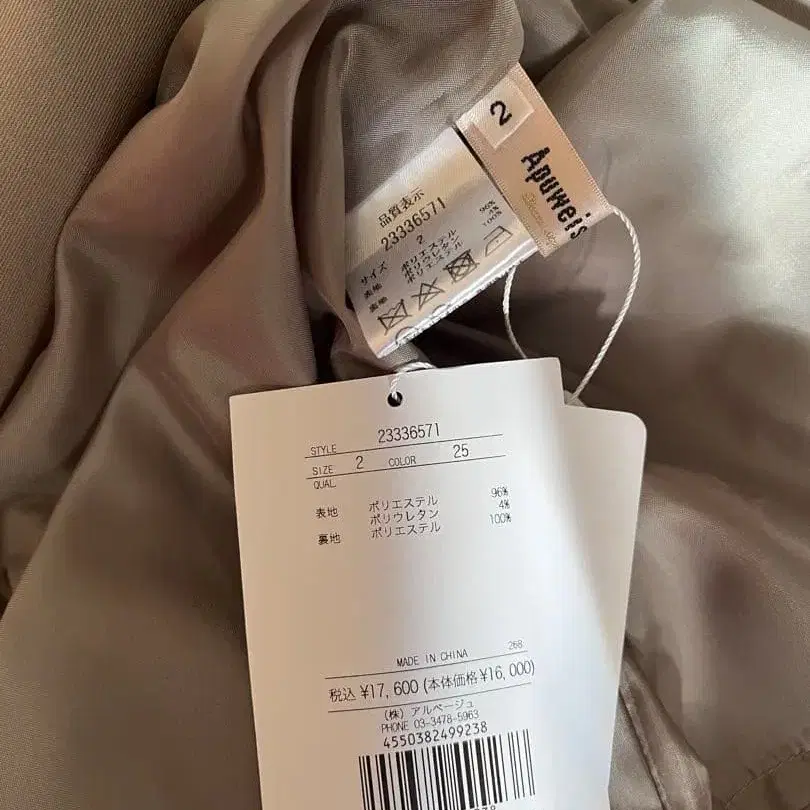 2
Apuweis
品質表示
23336571
サイズ 2
表地 ポリエステル 96%
ポリウレタン 4%
裏地 ポリエステル 100%
STYLE 23336571
SIZE 2 COLOR 25
QUAL
表地 ポリエステル 96%
ポリウレタン 4%
裏地 ポリエステル 100%
268
MADE IN CHINA
税込 ¥17,600 (本体価格¥16,000)
(株) アルページュ
PHONE 03-3478-5963
4550382499238